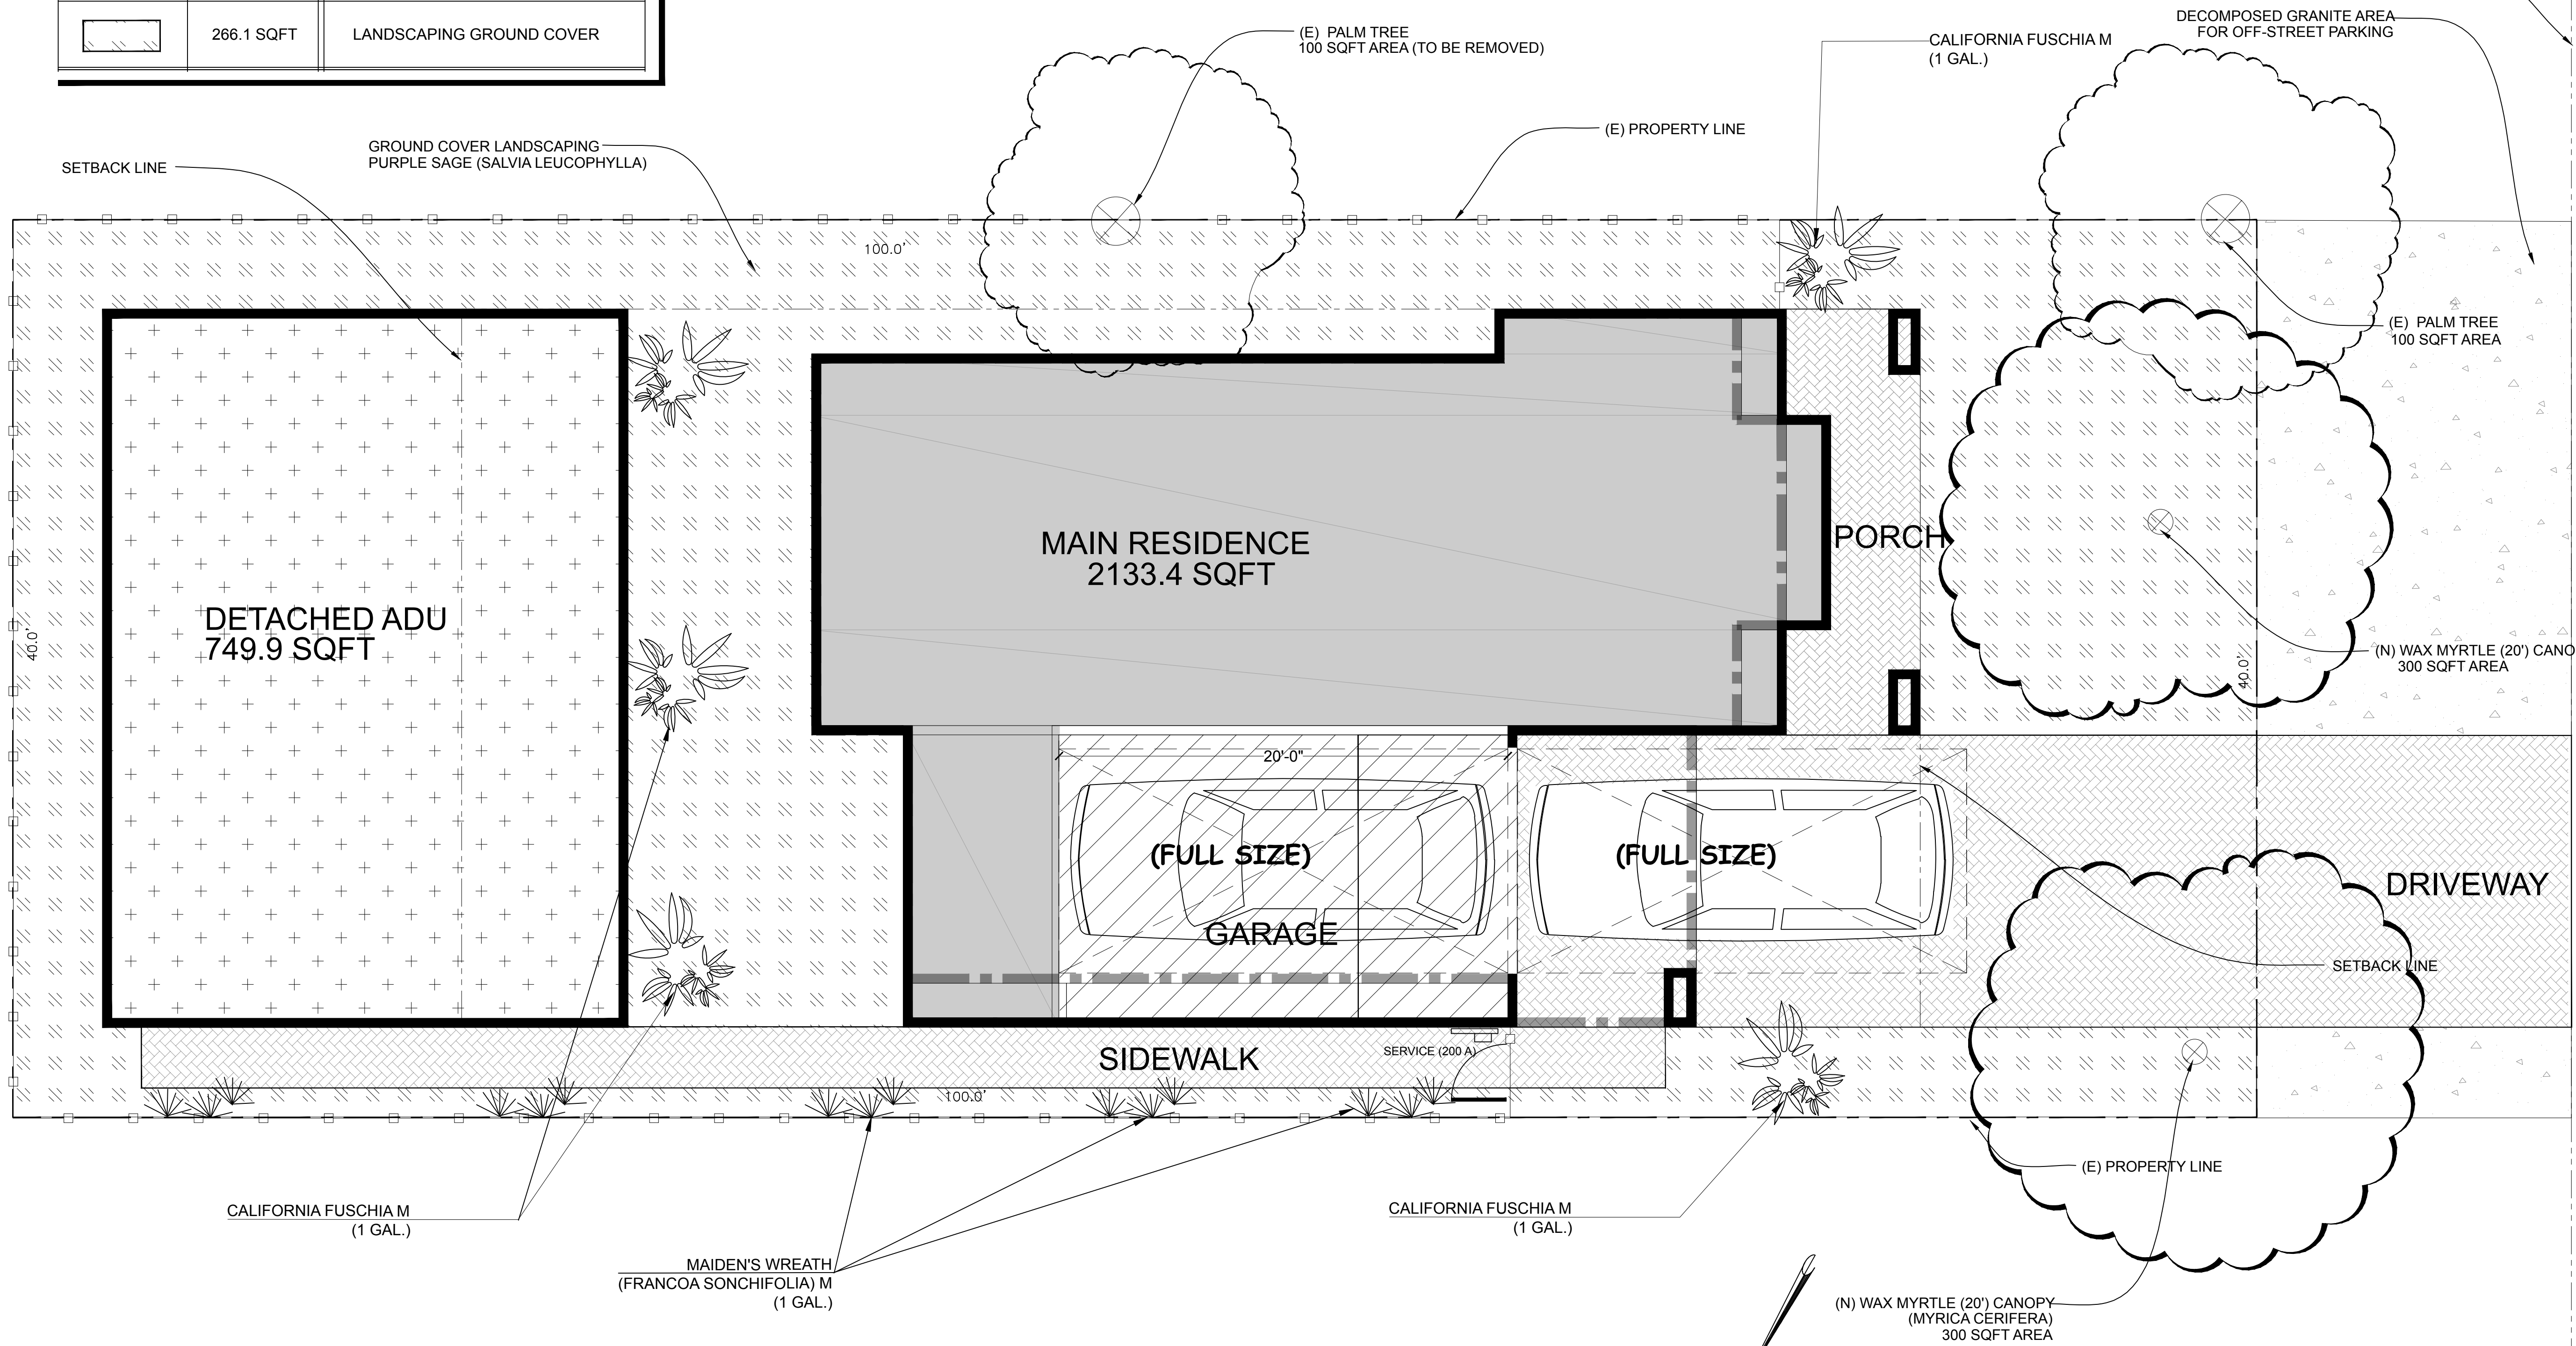 266.1 SQFT
LANDSCAPING GROUND COVER
(E) PALM TREE
100 SQFT AREA (TO BE REMOVED)
CALIFORNIA FUSCHIA M
(1 GAL.)
DECOMPOSED GRANITE AREA
FOR OFF-STREET PARKING
SETBACK LINE
GROUND COVER LANDSCAPING
PURPLE SAGE (SALVIA LEUCOPHYLLA)
(E) PROPERTY LINE
100.0'
(E) PALM TREE
100 SQFT AREA
MAIN RESIDENCE
2133.4 SQFT
PORCH
DETACHED ADU
749.9 SQFT
40.0'
(N) WAX MYRTLE (20') CANO
300 SQFT AREA
40.0'
20'-0"
(FULL SIZE)
(FULL SIZE)
GARAGE
DRIVEWAY
SETBACK LINE
SIDEWALK
SERVICE (200 A)
100.0'
(E) PROPERTY LINE
CALIFORNIA FUSCHIA M
(1 GAL.)
CALIFORNIA FUSCHIA M
(1 GAL.)
MAIDEN'S WREATH
(FRANCOA SONCHIFOLIA) M
(1 GAL.)
(N) WAX MYRTLE (20') CANOPY
(MYRICA CERIFERA)
300 SQFT AREA